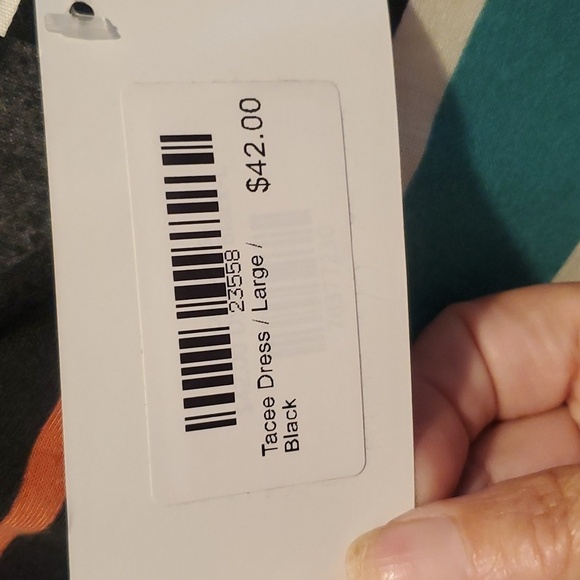 23558
Tacee Dress / Large /
Black
$42.00